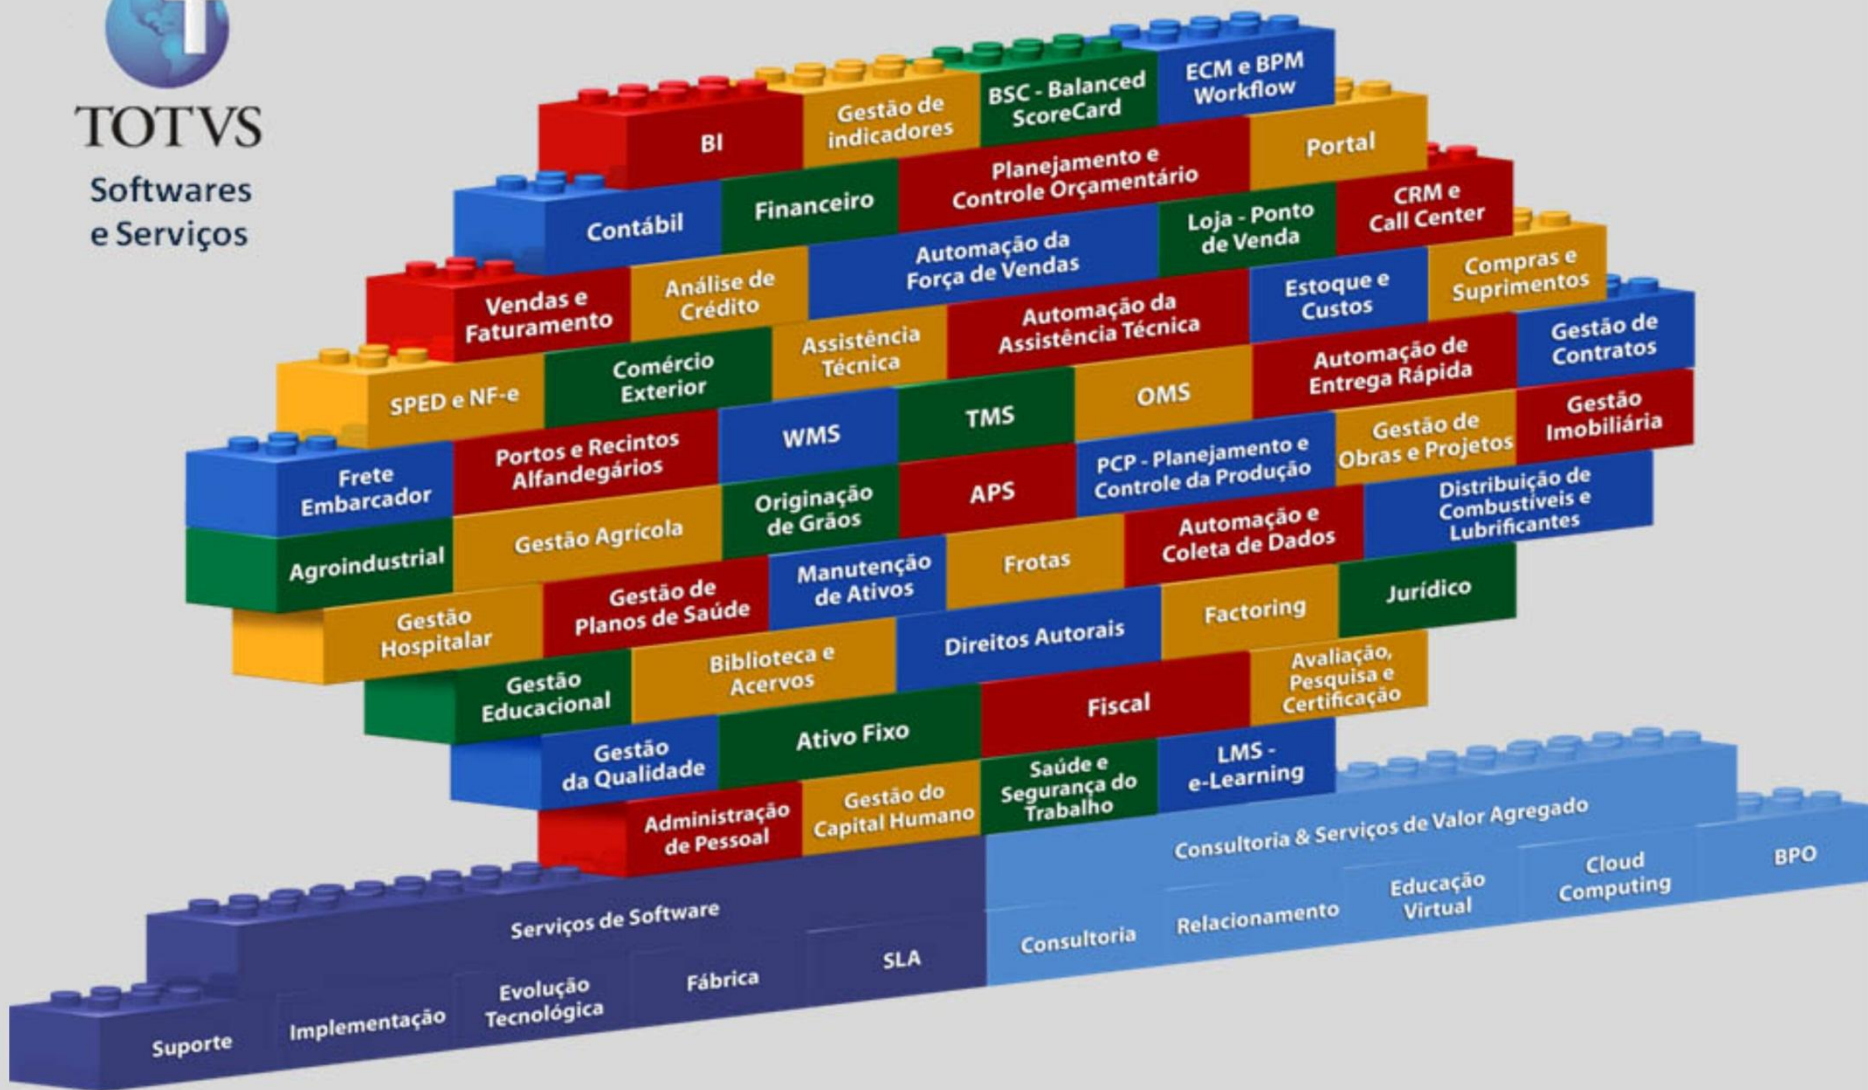 TOTVS
Softwares
e Serviços
BI
Gestão de
indicadores
BSC - Balanced
ScoreCard
ECM e BPM
Workflow
Contábil
Financeiro
Planejamento e
Controle Orçamentário
Portal
Vendas e
Faturamento
Análise de
Crédito
Automação da
Força de Vendas
Loja - Ponto
de Venda
CRM e
Call Center
SPED e NF-e
Comércio
Exterior
Assistência
Técnica
Automação da
Assistência Técnica
Estoque e
Custos
Compras e
Suprimentos
Frete
Embarcador
Portos e Recintos
Alfandegários
WMS
TMS
OMS
Automação de
Entrega Rápida
Gestão de
Contratos
Agroindustrial
Gestão Agrícola
Originação
de Grãos
APS
PCP - Planejamento e
Controle da Produção
Gestão de
Obras e Projetos
Gestão
Imobiliária
Gestão
Hospitalar
Gestão de
Planos de Saúde
Manutenção
de Ativos
Frotas
Automação e
Coleta de Dados
Distribuição de
Combustíveis e
Lubrificantes
Gestão
Educacional
Biblioteca e
Acervos
Direitos Autorais
Factoring
Jurídico
Gestão
da Qualidade
Ativo Fixo
Fiscal
Avaliação,
Pesquisa e
Certificação
Administração
de Pessoal
Gestão do
Capital Humano
Saúde e
Segurança do
Trabalho
LMS -
e-Learning
Serviços de Software
Consultoria & Serviços de Valor Agregado
Suporte
Implementação
Evolução
Tecnológica
Fábrica
SLA
Consultoria
Relacionamento
Educação
Virtual
Cloud
Computing
BPO